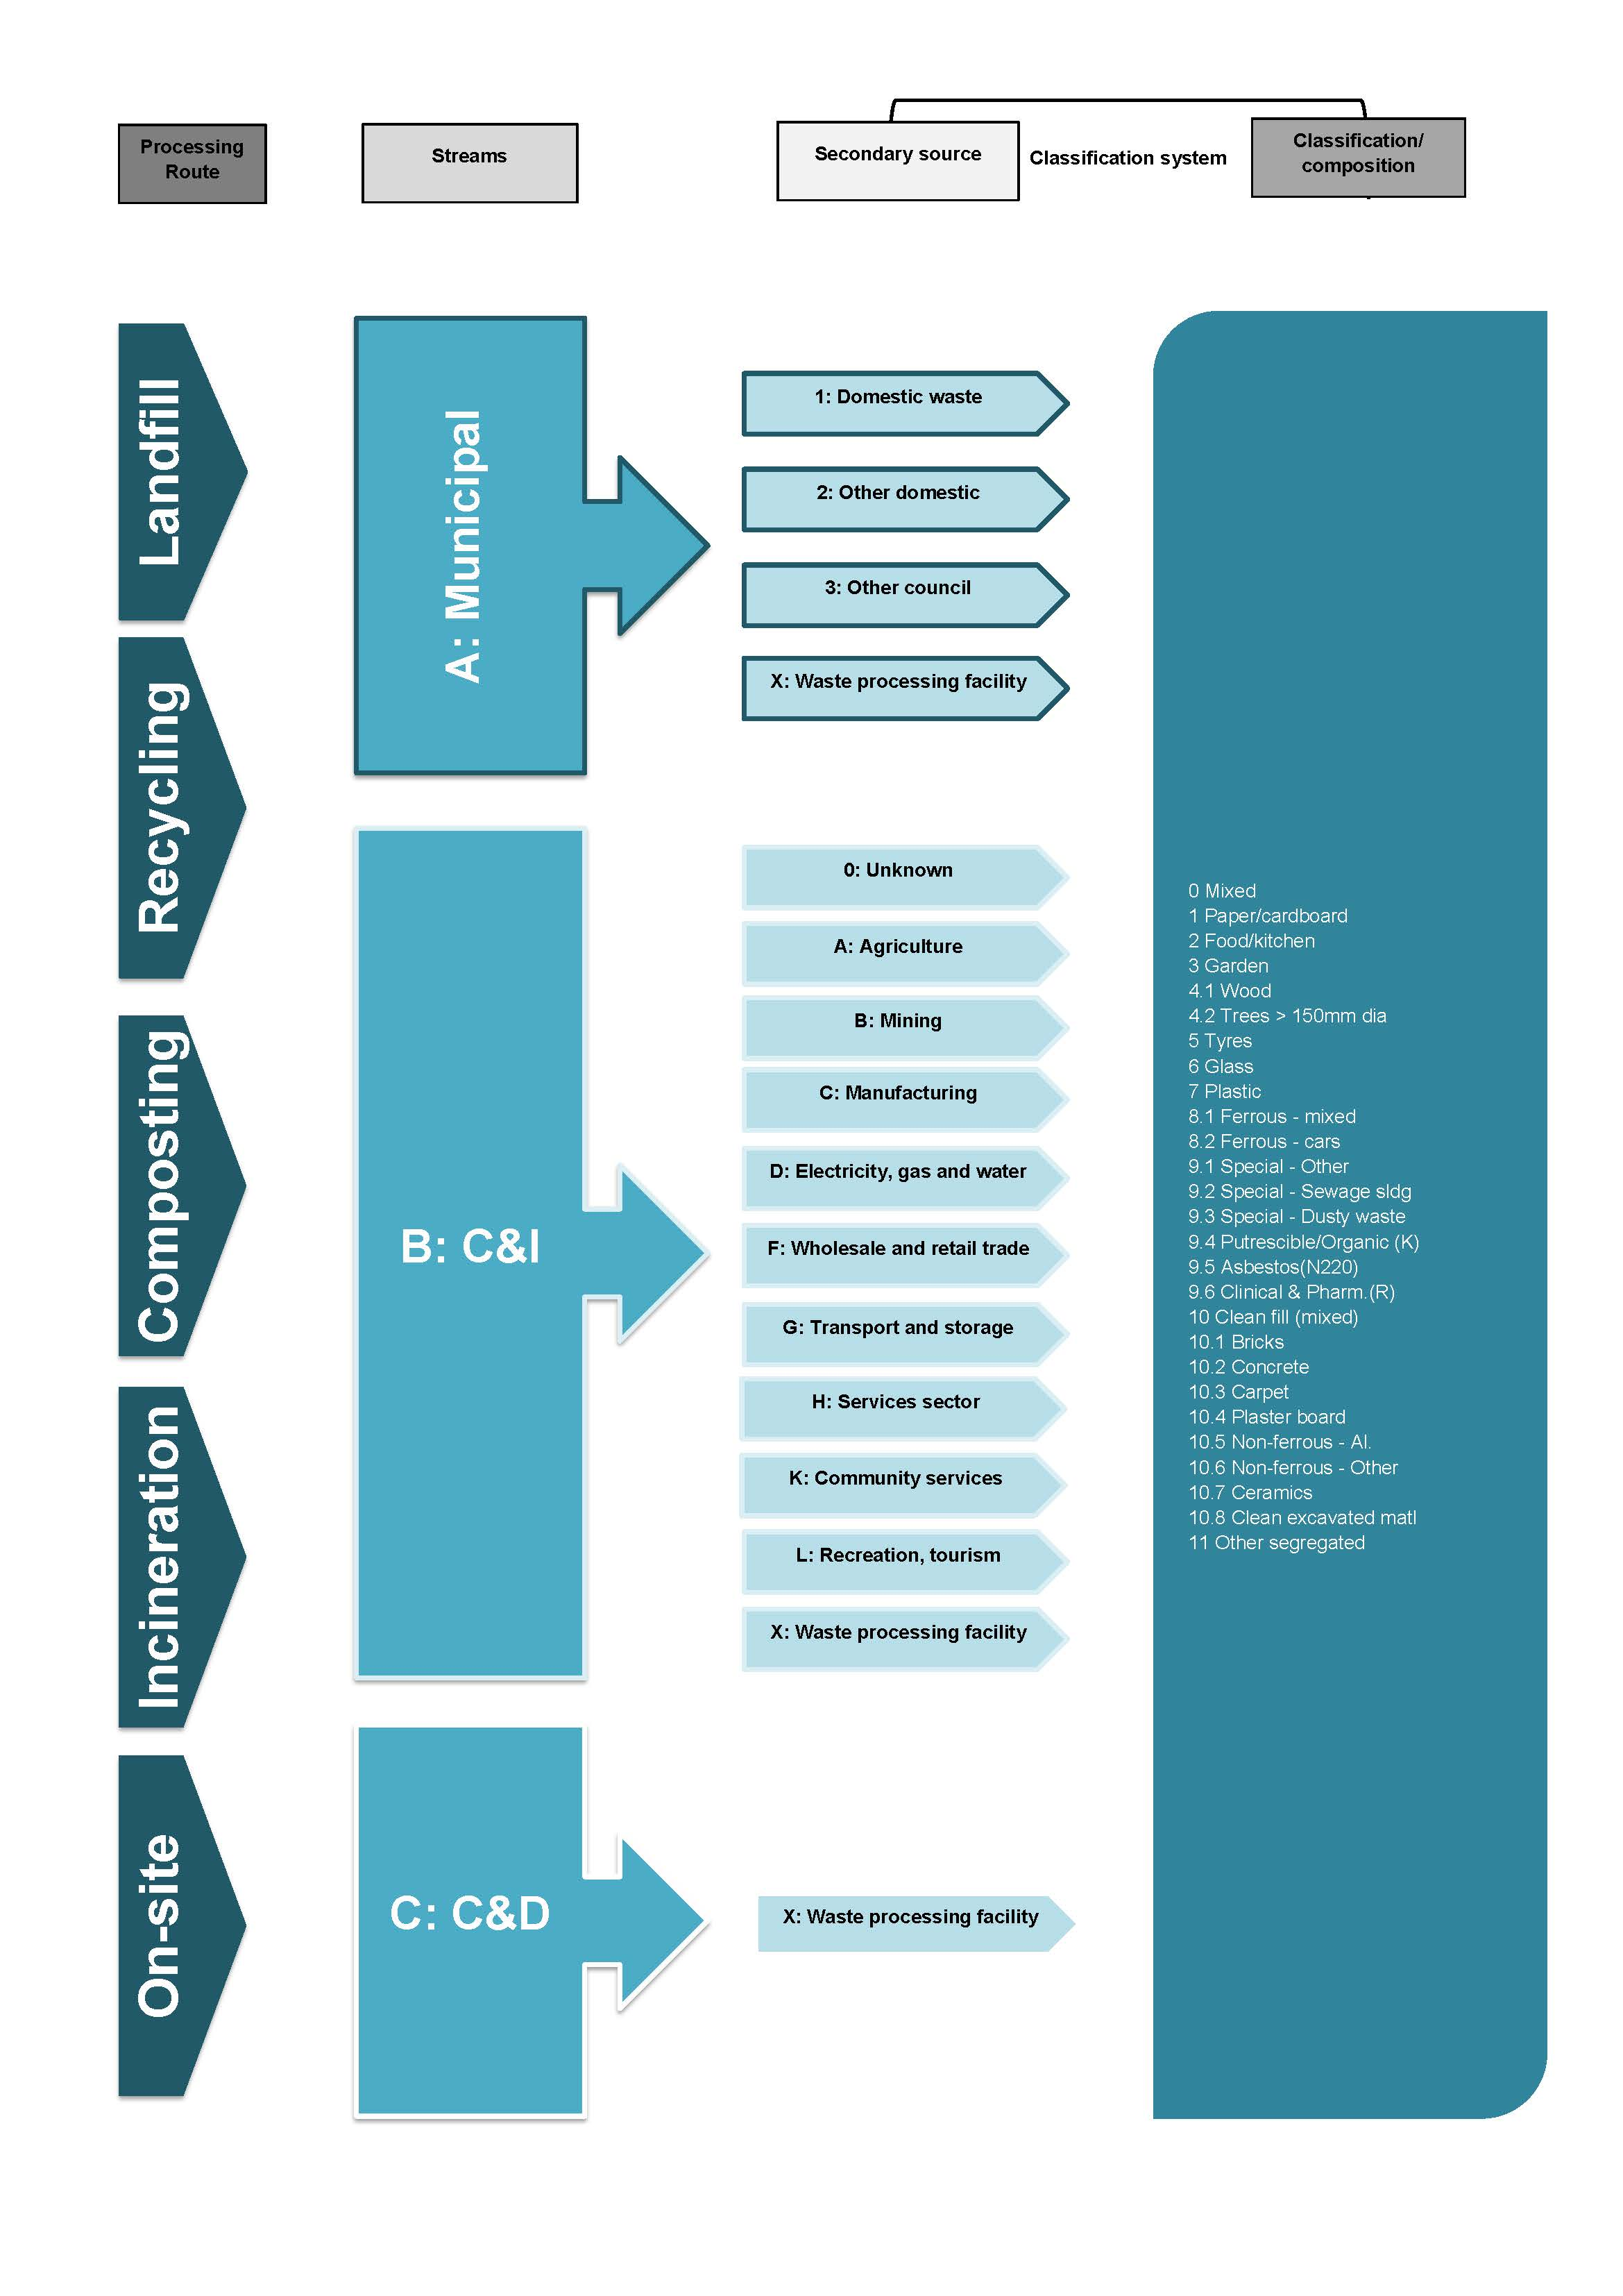 Processing
Route
Streams
Secondary source
Classification system
Classification/
composition
Landfill
Recycling
Composting
Incineration
On-site
A: Municipal
1: Domestic waste
2: Other domestic
3: Other council
X: Waste processing facility
B: C&I
0: Unknown
A: Agriculture
B: Mining
C: Manufacturing
D: Electricity, gas and water
F: Wholesale and retail trade
G: Transport and storage
H: Services sector
K: Community services
L: Recreation, tourism
X: Waste processing facility
C: C&D
X: Waste processing facility
0 Mixed
1 Paper/cardboard
2 Food/kitchen
3 Garden
4.1 Wood
4.2 Trees > 150mm dia
5 Tyres
6 Glass
7 Plastic
8.1 Ferrous - mixed
8.2 Ferrous - cars
9.1 Special - Other
9.2 Special - Sewage sldg
9.3 Special - Dusty waste
9.4 Putrescible/Organic (K)
9.5 Asbestos(N220)
9.6 Clinical & Pharm.(R)
10 Clean fill (mixed)
10.1 Bricks
10.2 Concrete
10.3 Carpet
10.4 Plaster board
10.5 Non-ferrous - Al.
10.6 Non-ferrous - Other
10.7 Ceramics
10.8 Clean excavated matl
11 Other segregated